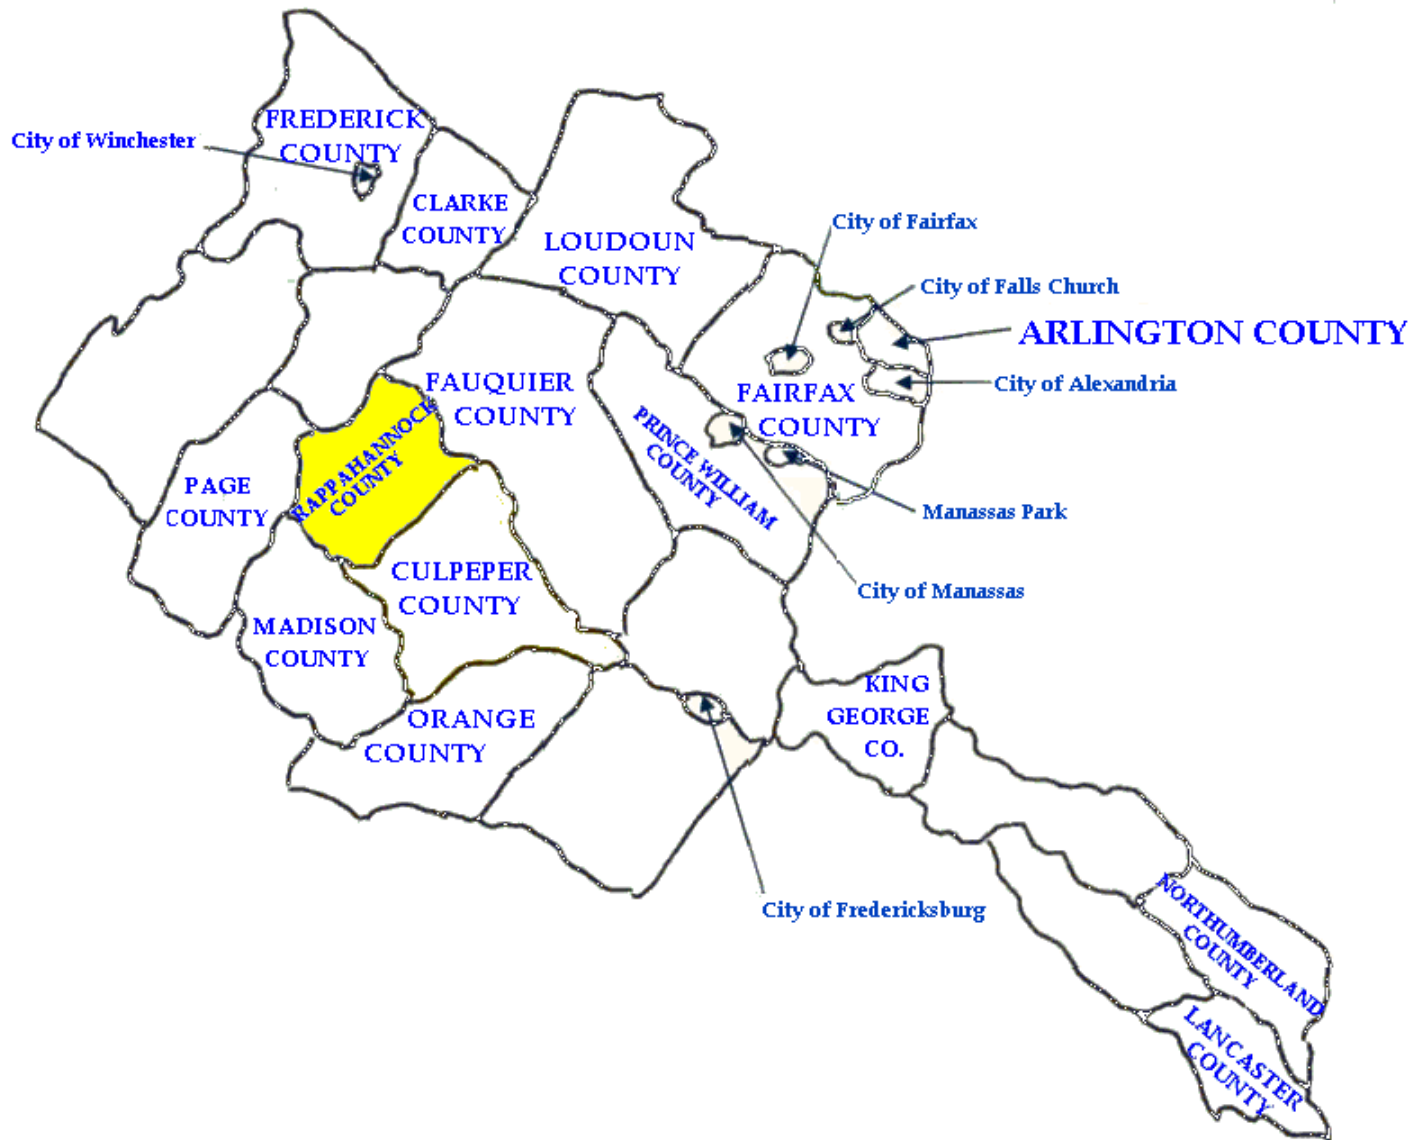 FREDERICK
COUNTY
City of Winchester
CLARKE
COUNTY
LOUDOUN
COUNTY
City of Fairfax
City of Falls Church
ARLINGTON COUNTY
City of Alexandria
FAIRFAX
COUNTY
FAUQUIER
COUNTY
RAPPAHANNOCK
COUNTY
PRINCE WILLIAM
COUNTY
PAGE
COUNTY
Manassas Park
City of Manassas
CULPEPER
COUNTY
MADISON
COUNTY
KING
GEORGE
CO.
ORANGE
COUNTY
City of Fredericksburg
NORTHUMBERLAND
COUNTY
LANCASTER
COUNTY